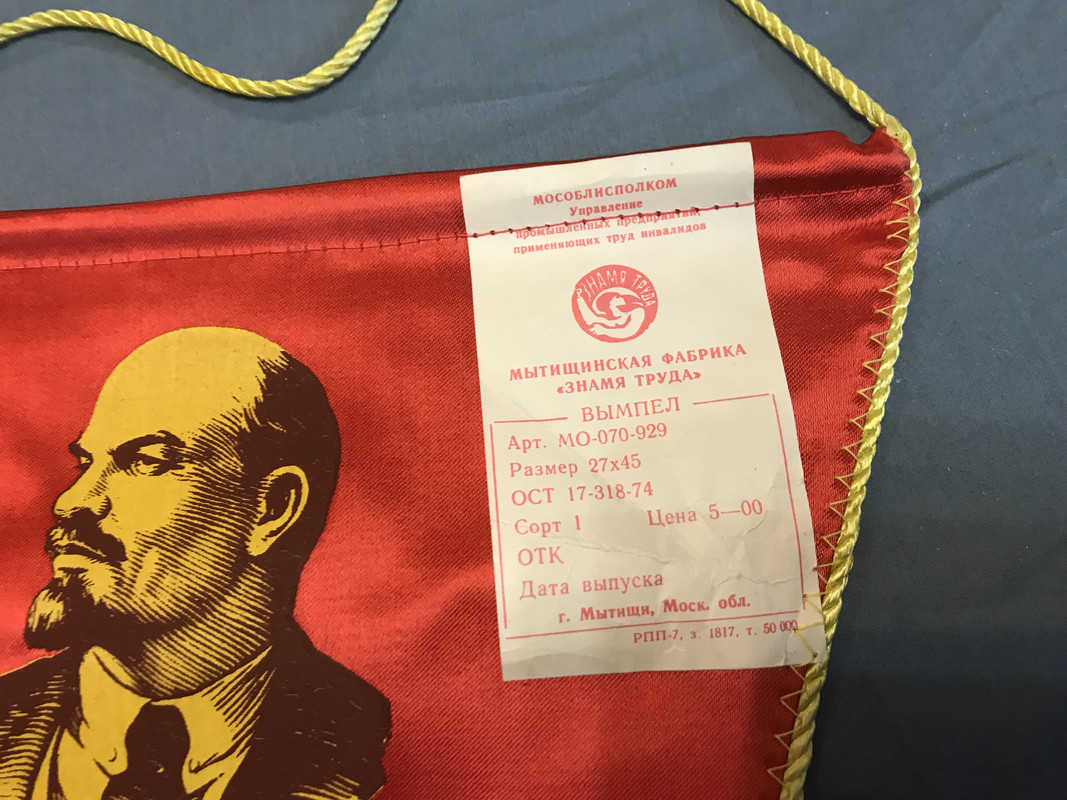 МОСОБЛИСПОЛКОМ
Управление
промышленных предприятий,
применяющих труд инвалидов
ЗНАМЯ ТРУДА
МЫТИЩИНСКАЯ ФАБРИКА
«ЗНАМЯ ТРУДА»
ВЫМПЕЛ
Арт. МО-070-929
Размер 27х45
ОСТ 17-318-74
Сорт 1 Цена 5—00
ОТК
Дата выпуска
г. Мытищи, Моск. обл.
РПП-7, з. 1817, т. 50 000